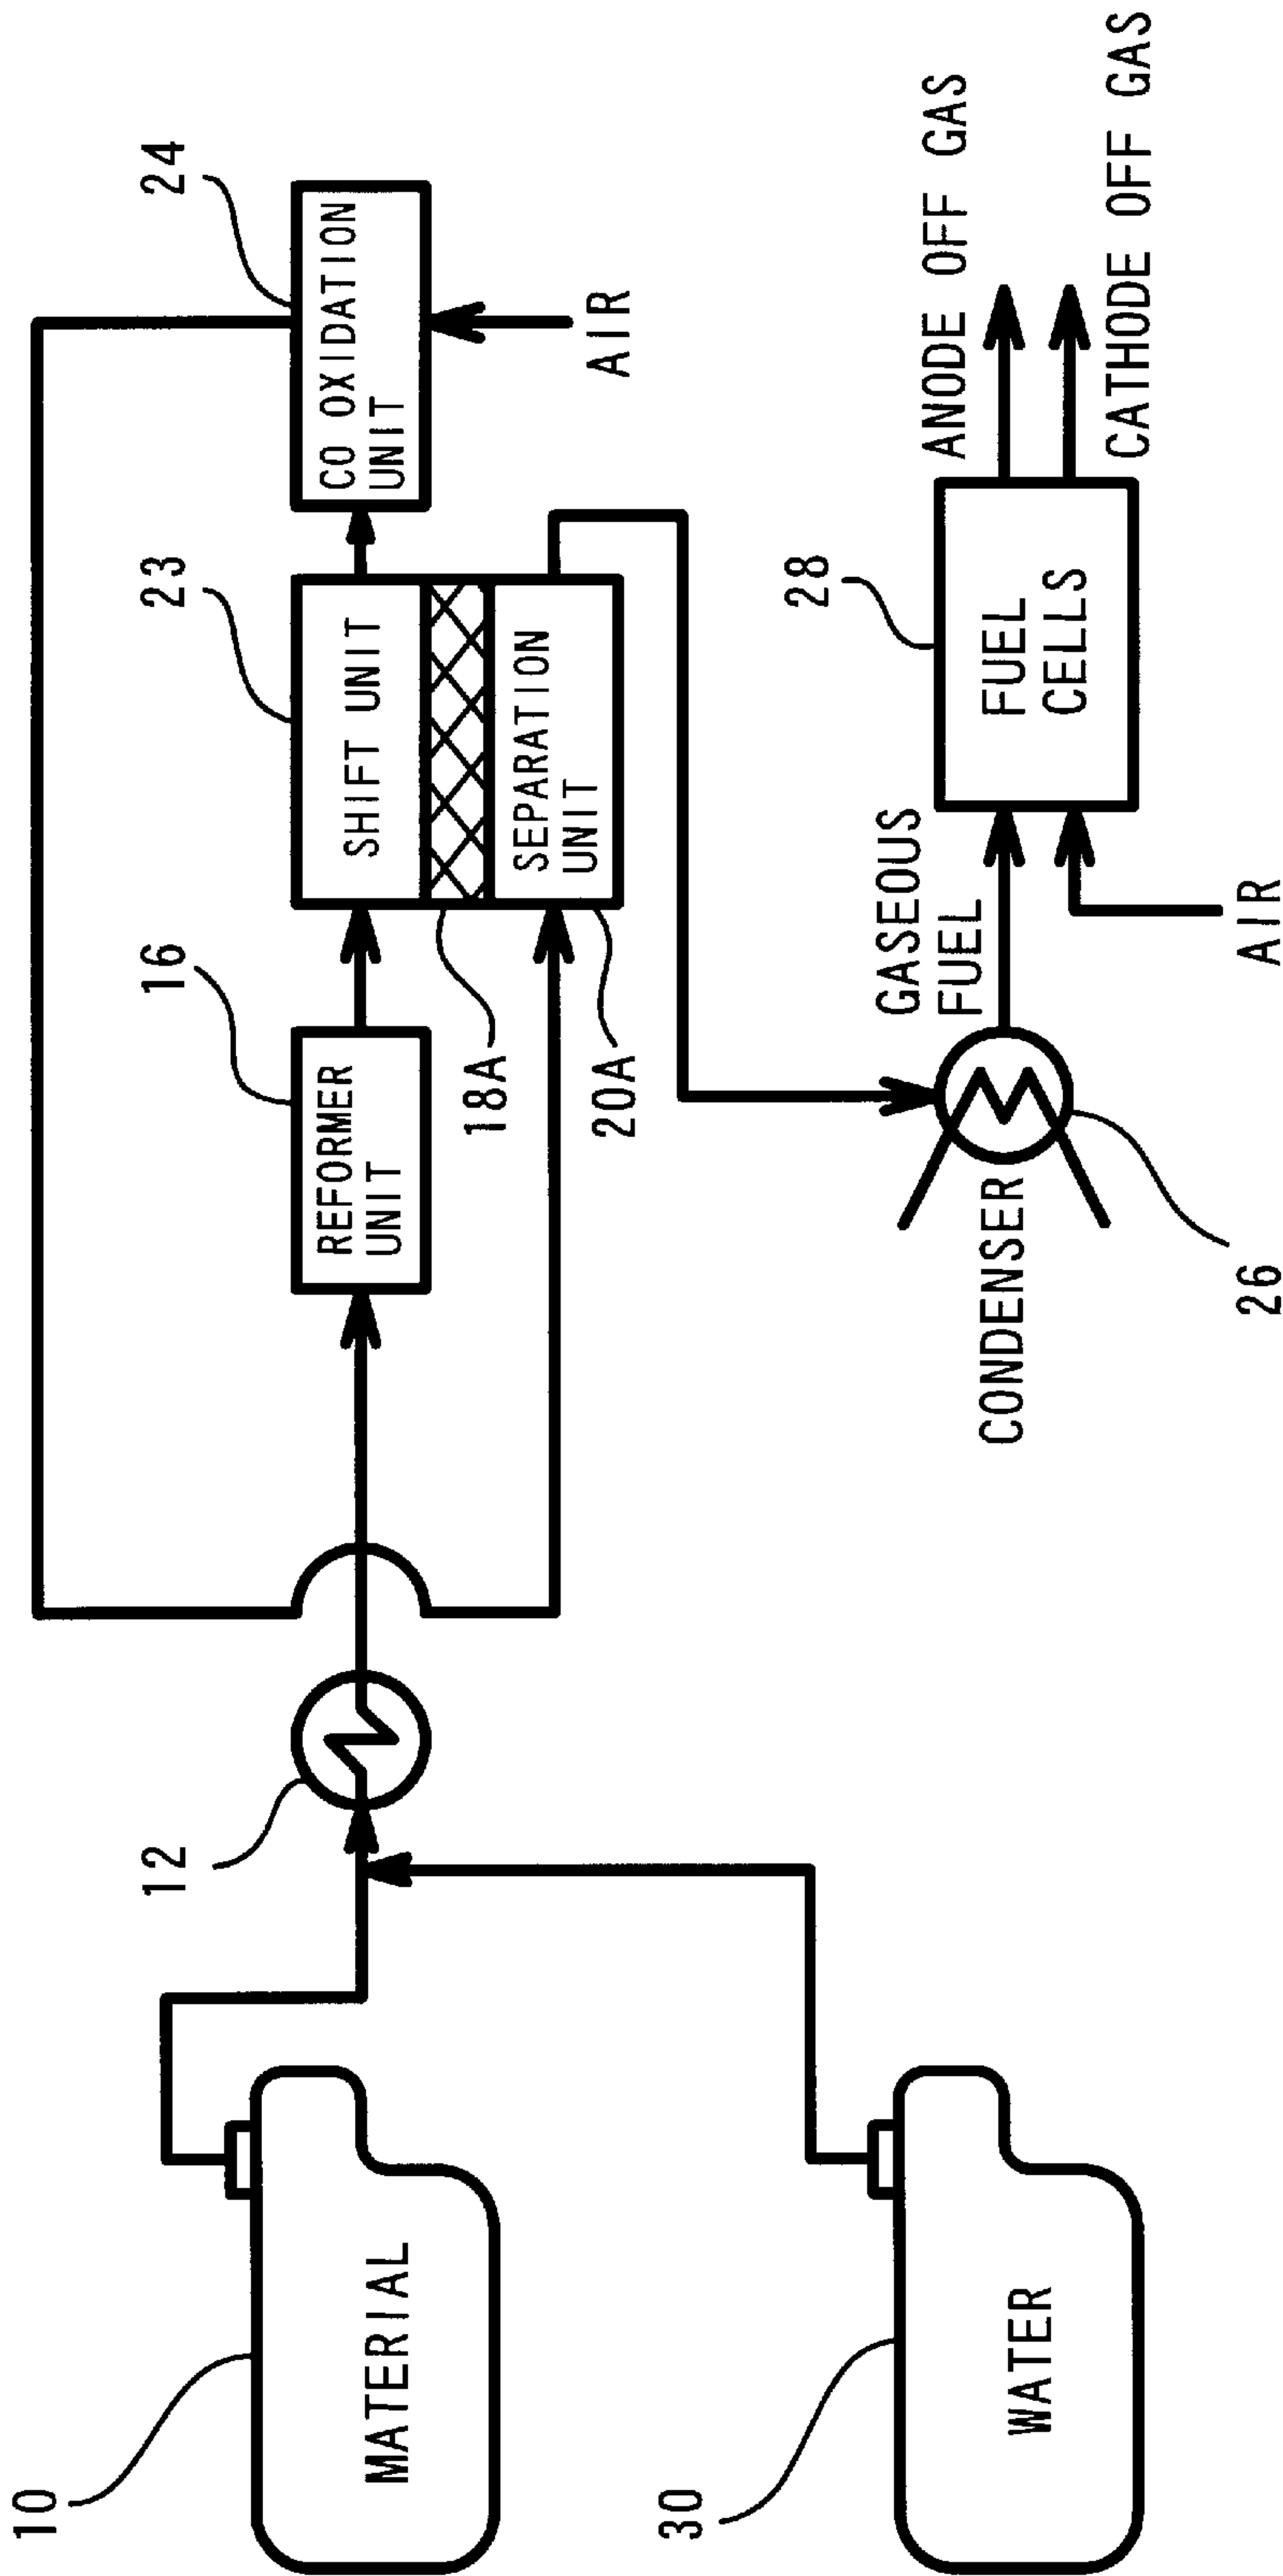 24
CO OXIDATION
UNIT
AIR
23
SHIFT UNIT
SEPARATION
UNIT
16
REFORMER
UNIT
18A
20A
12
10
MATERIAL
30
WATER
ANODE OFF GAS
CATHODE OFF GAS
28
FUEL
CELLS
GASEOUS
FUEL
AIR
CONDENSER
26